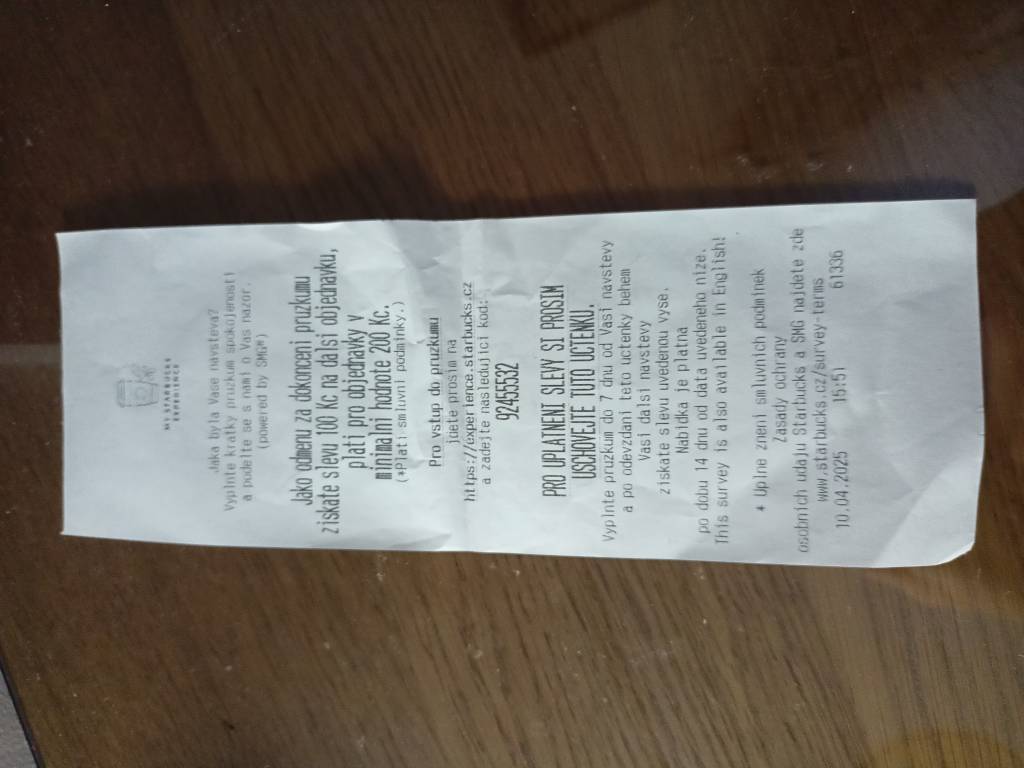 MY STARBUCKS
EXPERIENCE
Jaka byla Vase navsteva?
Vyplnte kratky pruzkum spokojenosti
a podelte se s nami o Vas nazor.
(powered by SMG®)
Jako odmenu za dokonceni pruzkumu
ziskate slevu 100 Kc na dalsi objednavku,
plati pro objednavky v
minimalni hodnote 200 Kc.
(*Plati smluvni podminky.)
Pro vstup do pruzkumu
jdete prosim na
https://experience.starbucks.cz
a zadejte nasledujici kod:
92455532
PRO UPLATNENI SLEVY SI PROSIM
USCHOVEJTE TUTO UCTENKU.
Vyplnte pruzkum do 7 dnu od Vasi navstevy
a po odevzdani teto uctenky behem
Vasi dalsi navstevy
ziskate slevu uvedenou vyse.
Nabidka je platna
po dobu 14 dnu od data uvedeneho nize.
This survey is also available in English!
* Uplne zneni smluvnich podminek
Zasady ochrany
osobnich udaju Starbucks a SMG najdete zde
www.starbucks.cz/survey-terms
10.04.2025 15:51 61336